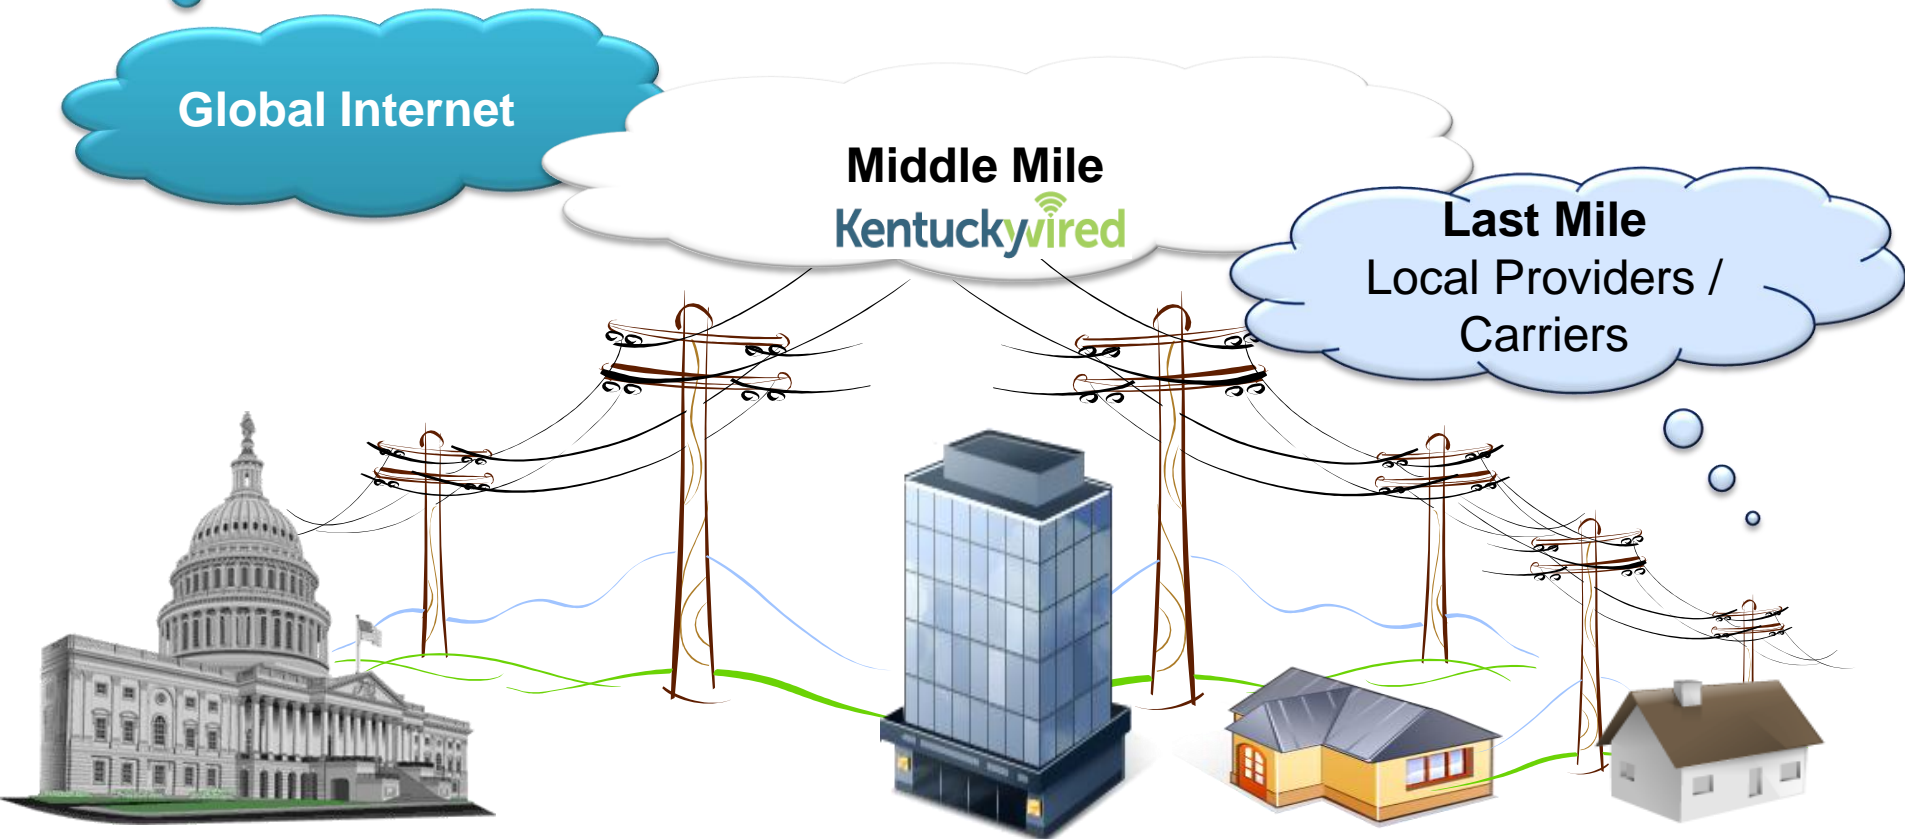 Global Internet
Middle Mile
Kentuckywired
Last Mile
Local Providers /
Carriers